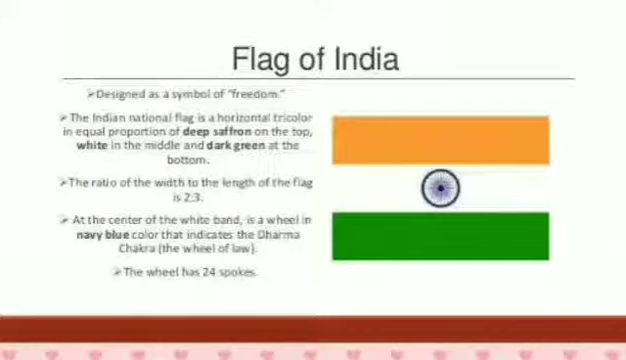 Flag of India
➢Designed as a symbol of "freedom."
➢ The Indian national flag is a horizontal tricolor
in equal proportion of deep saffron on the top,
white in the middle and dark green at the
bottom.
➢The ratio of the width to the length of the flag
is 2:3.
➢ At the center of the white band, is a wheel in
navy blue color that indicates the Dharma
Chakra (the wheel of law).
➢The wheel has 24 spokes.